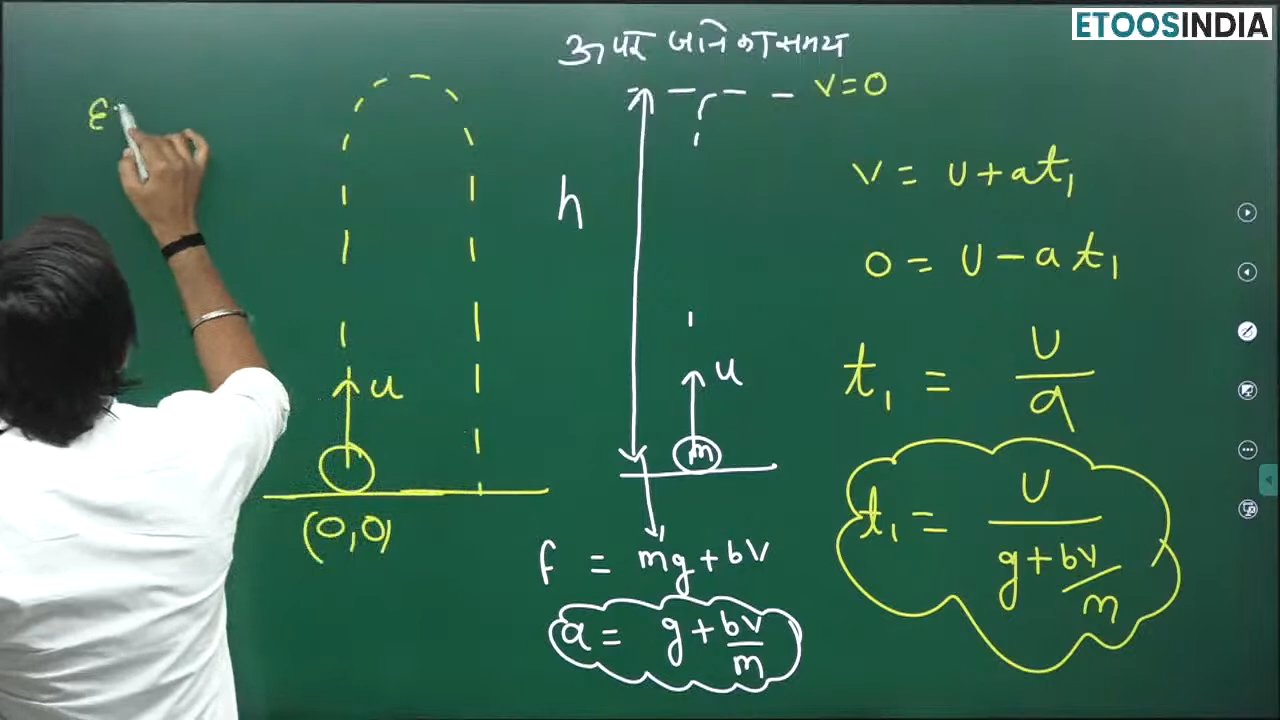 ETOOSINDIA
ऊपर जाने का समय
v=0
h
u
m
f = mg+bv
a = g+bv/m
v = u+at₁
0 = u-at₁
t₁ = u/a
t₁ = u/(g+bv/m)
u
(0,0)